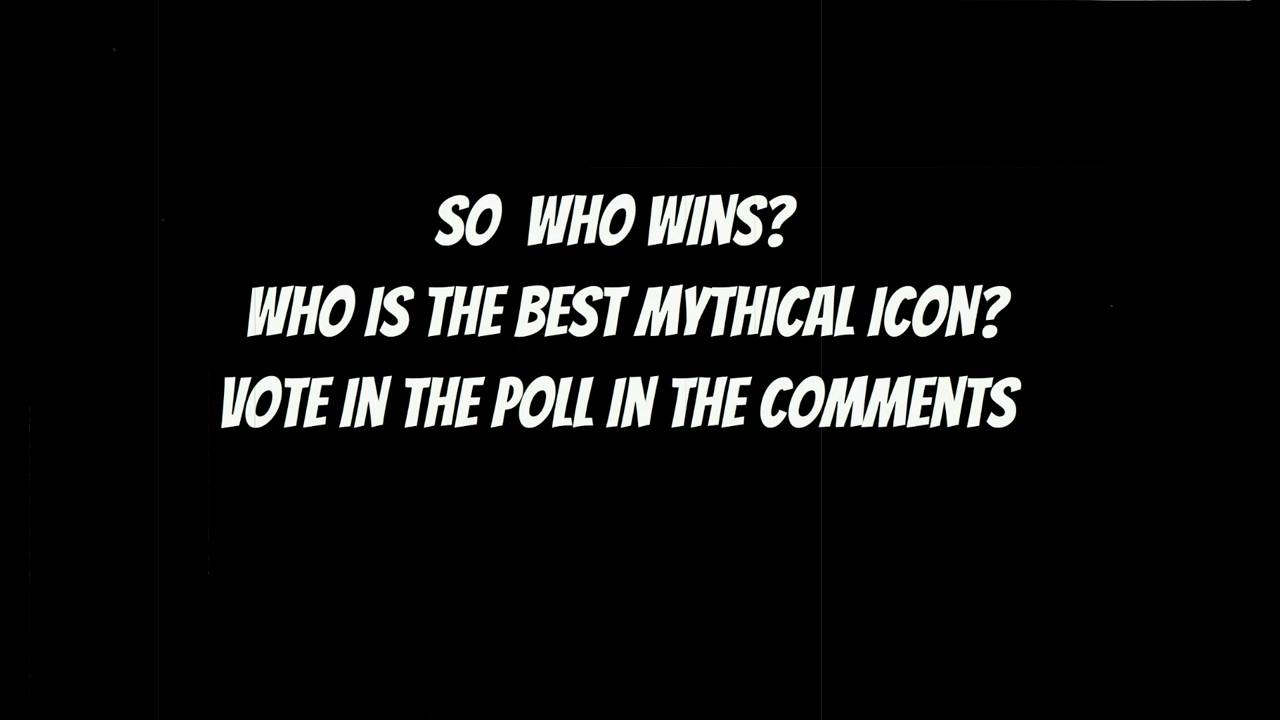 SO WHO WINS?
WHO IS THE BEST MYTHICAL ICON?
VOTE IN THE POLL IN THE COMMENTS